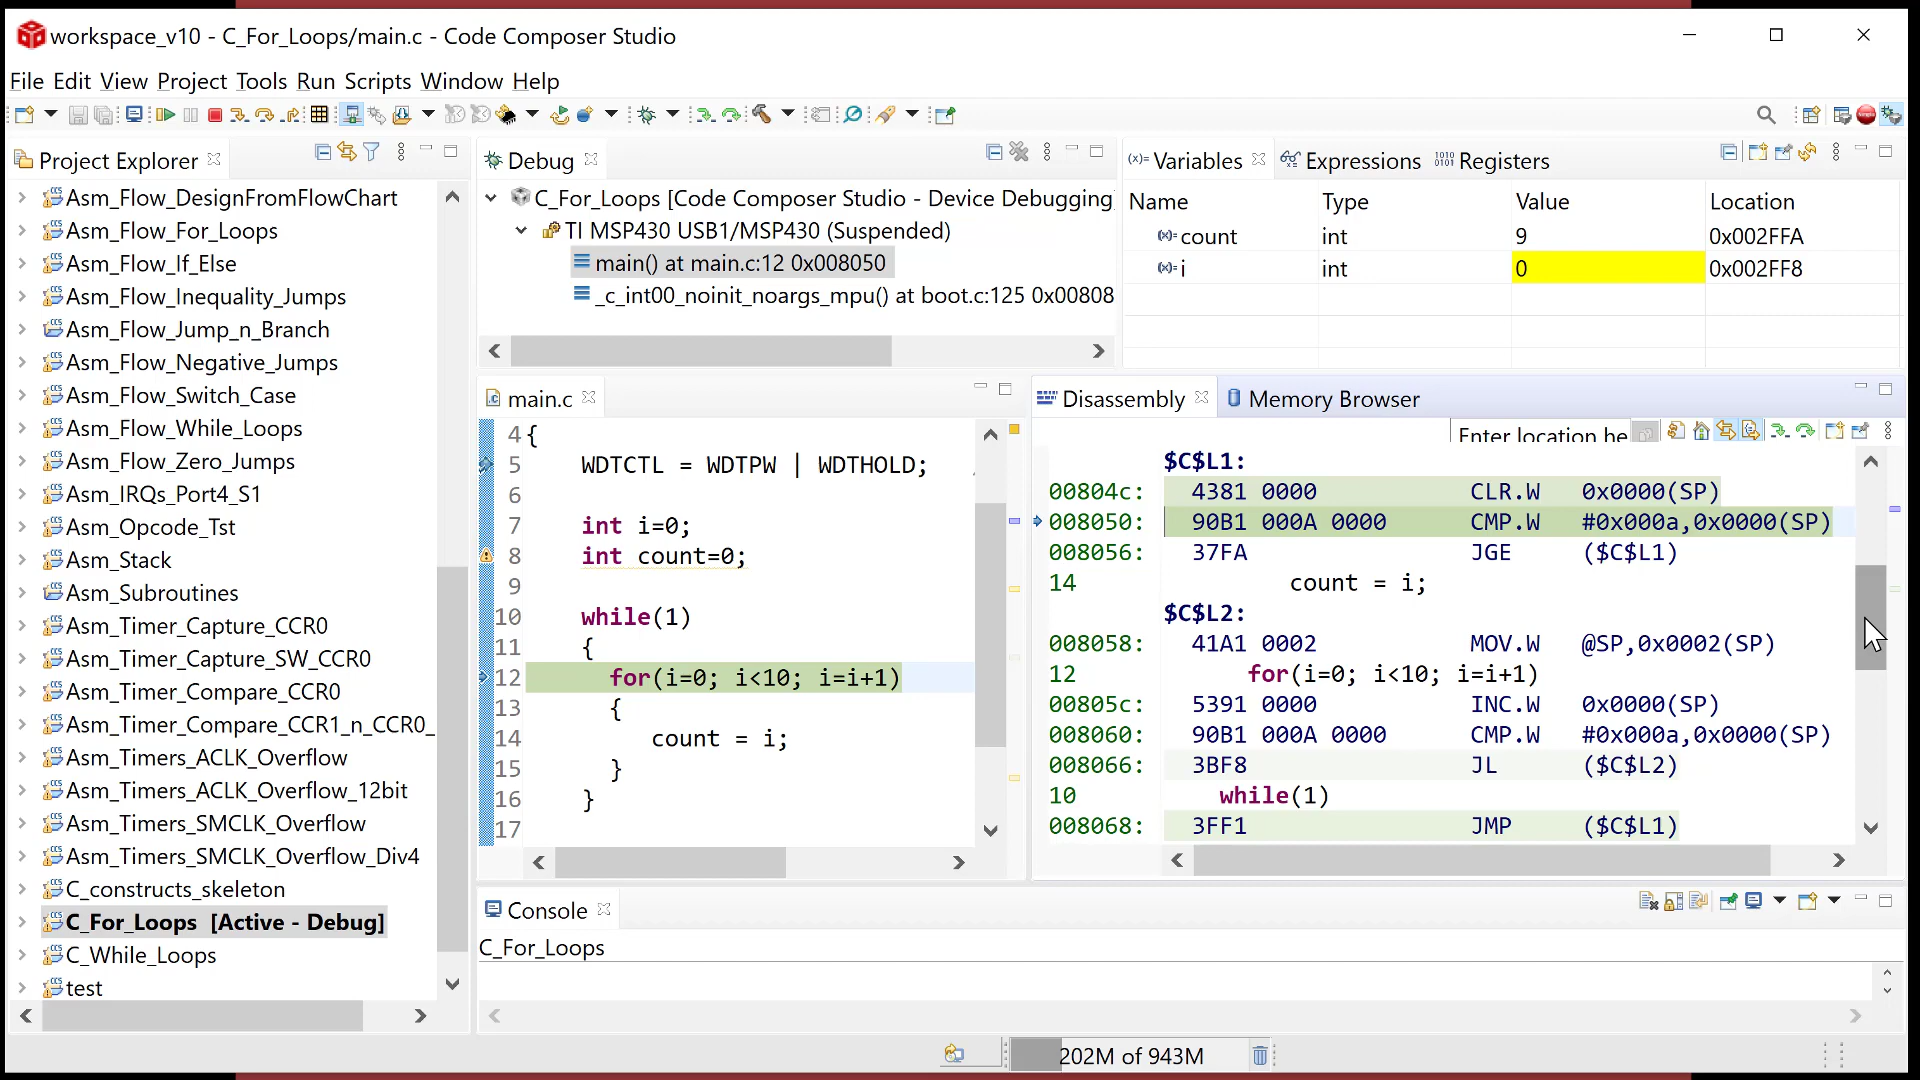 workspace_v10 - C_For_Loops/main.c - Code Composer Studio
File Edit View Project Tools Run Scripts Window Help
Project Explorer
Asm_Flow_DesignFromFlowChart
Asm_Flow_For_Loops
Asm_Flow_If_Else
Asm_Flow_Inequality_Jumps
Asm_Flow_Jump_n_Branch
Asm_Flow_Negative_Jumps
Asm_Flow_Switch_Case
Asm_Flow_While_Loops
Asm_Flow_Zero_Jumps
Asm_IRQs_Port4_S1
Asm_Opcode_Tst
Asm_Stack
Asm_Subroutines
Asm_Timer_Capture_CCR0
Asm_Timer_Capture_SW_CCR0
Asm_Timer_Compare_CCR0
Asm_Timer_Compare_CCR1_n_CCR0_
Asm_Timers_ACLK_Overflow
Asm_Timers_ACLK_Overflow_12bit
Asm_Timers_SMCLK_Overflow
Asm_Timers_SMCLK_Overflow_Div4
C_constructs_skeleton
C_For_Loops [Active - Debug]
C_While_Loops
test
Debug
C_For_Loops [Code Composer Studio - Device Debugging]
TI MSP430 USB1/MSP430 (Suspended)
main() at main.c:12 0x008050
_c_int00_noinit_noargs_mpu() at boot.c:125 0x00808
(x)= Variables Expressions 1010 0101 Registers
Name Type Value Location
(x)= count int 9 0x002FFA
(x)= i int 0 0x002FF8
main.c
4 {
5 WDTCTL = WDTPW | WDTHOLD;
6
7 int i=0;
8 int count=0;
9
10 while(1)
11 {
12 for(i=0; i<10; i=i+1)
13 {
14 count = i;
15 }
16 }
17
Disassembly Memory Browser
Enter location he
$C$L1:
00804c: 4381 0000 CLR.W 0x0000(SP)
008050: 90B1 000A 0000 CMP.W #0x000a,0x0000(SP)
008056: 37FA JGE ($C$L1)
14 count = i;
$C$L2:
008058: 41A1 0002 MOV.W @SP,0x0002(SP)
12 for(i=0; i<10; i=i+1)
00805c: 5391 0000 INC.W 0x0000(SP)
008060: 90B1 000A 0000 CMP.W #0x000a,0x0000(SP)
008066: 3BF8 JL ($C$L2)
10 while(1)
008068: 3FF1 JMP ($C$L1)
Console
C_For_Loops
202M of 943M